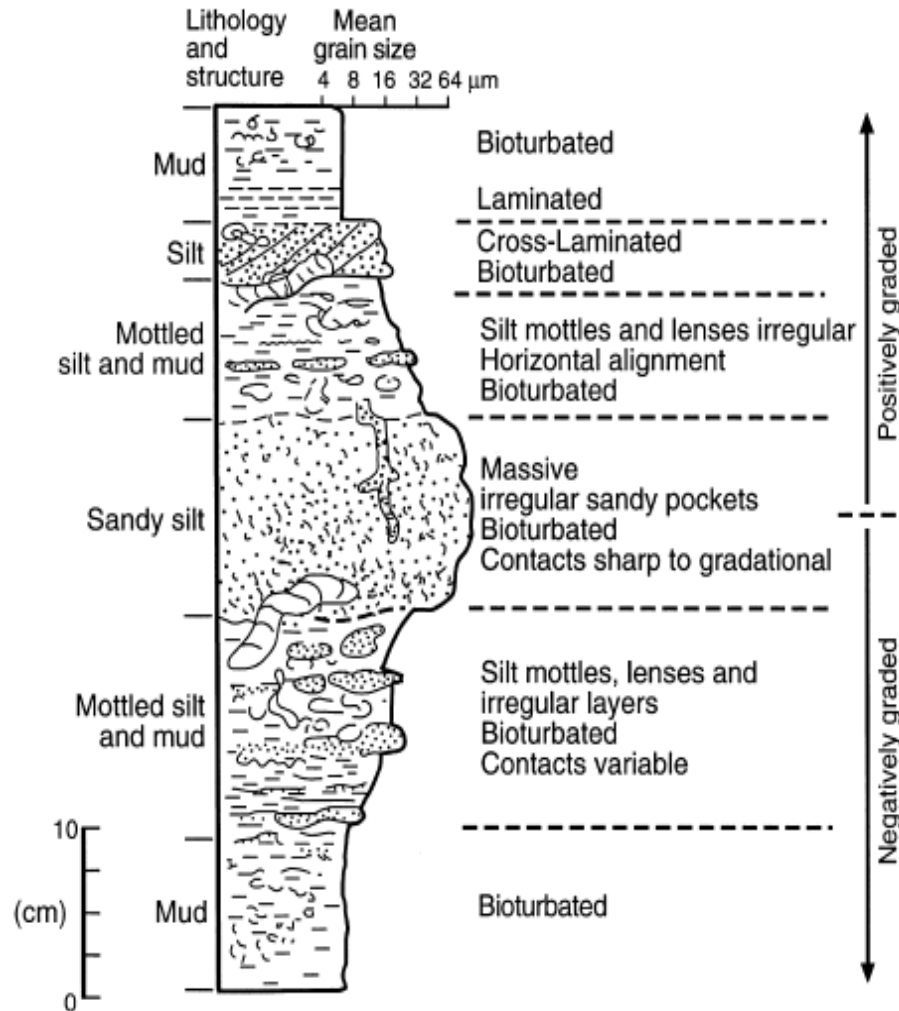 Lithology
and
structure
Mean
grain size
4 8 16 32 64 μm
Mud
Bioturbated
Laminated
Silt
Cross-Laminated
Bioturbated
Mottled
silt and mud
Silt mottles and lenses irregular
Horizontal alignment
Bioturbated
Positively graded
Sandy silt
Massive
irregular sandy pockets
Bioturbated
Contacts sharp to gradational
Mottled silt
and mud
Silt mottles, lenses and
irregular layers
Bioturbated
Contacts variable
Negatively graded
10
(cm)
0
Mud
Bioturbated